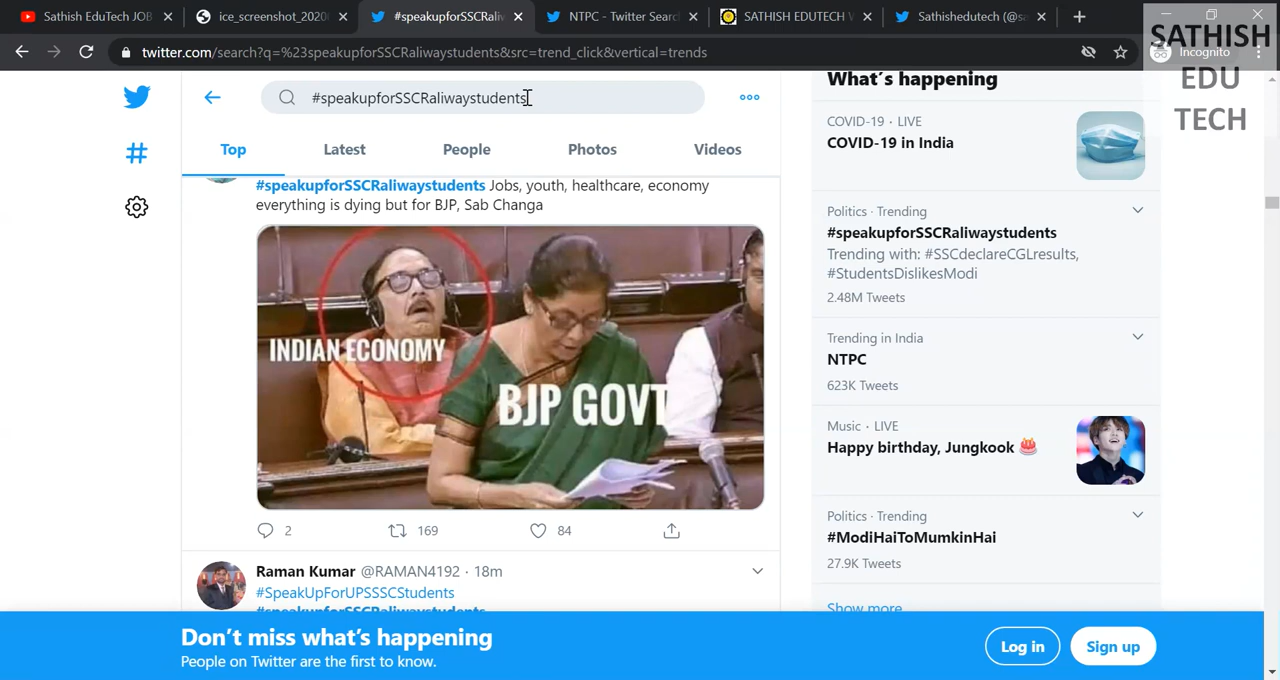 Sathish EduTech JOB
ice_screenshot_2020
#speakupforSSCRaliw
NTPC - Twitter Searc
SATHISH EDUTECH V
Sathishedutech (@sa
twitter.com/search?q=%23speakupforSSCRaliwaystudents&src=trend_click&vertical=trends
Incognito
SATHISH
EDU
TECH
#speakupforSSCRaliwaystudents
Top
Latest
People
Photos
Videos
#speakupforSSCRaliwaystudents Jobs, youth, healthcare, economy
everything is dying but for BJP, Sab Changa
INDIAN ECONOMY
BJP GOVT
2
169
84
Raman Kumar @RAMAN4192 · 18m
#SpeakUpForUPSSSCStudents
#speakupforSSCRaliwaystudents
What's happening
COVID-19 · LIVE
COVID-19 in India
Politics · Trending
#speakupforSSCRaliwaystudents
Trending with: #SSCdeclareCGLresults,
#StudentsDislikesModi
2.48M Tweets
Trending in India
NTPC
623K Tweets
Music · LIVE
Happy birthday, Jungkook
Politics · Trending
#ModiHaiToMumkinHai
27.9K Tweets
Show more
Don't miss what's happening
People on Twitter are the first to know.
Log in
Sign up